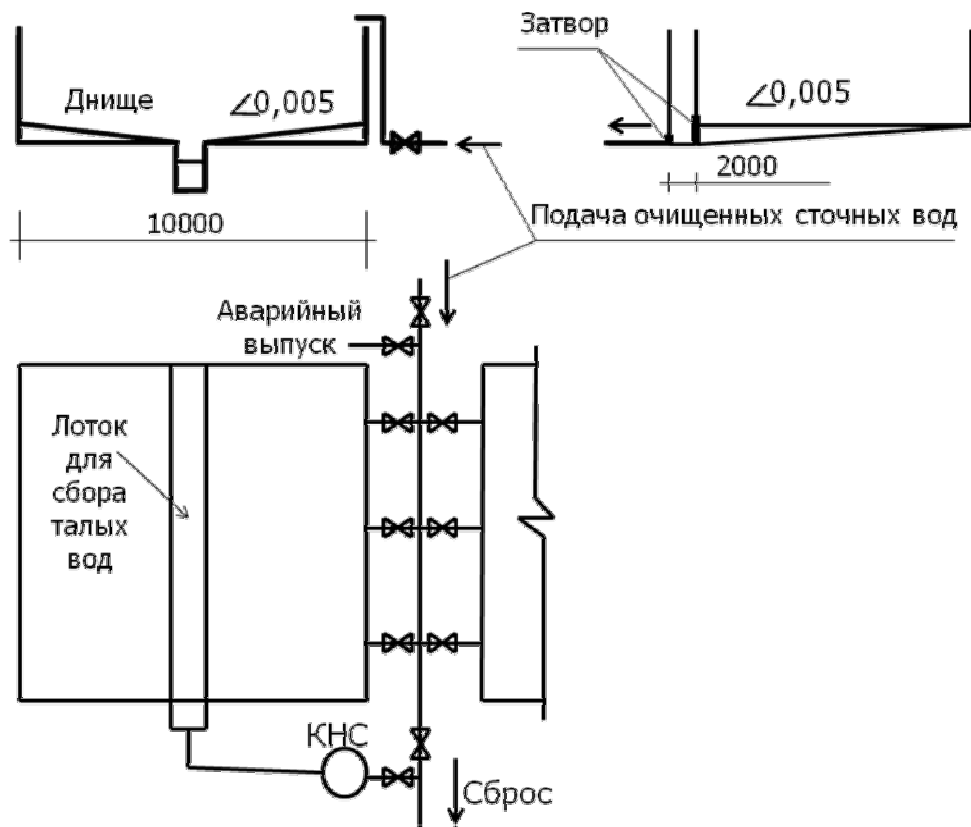 Затвор
Днище
∠0,005
∠0,005
2000
10000
Подача очищенных сточных вод
Аварийный
выпуск
Лоток
для
сбора
талых
вод
КНС
Сброс